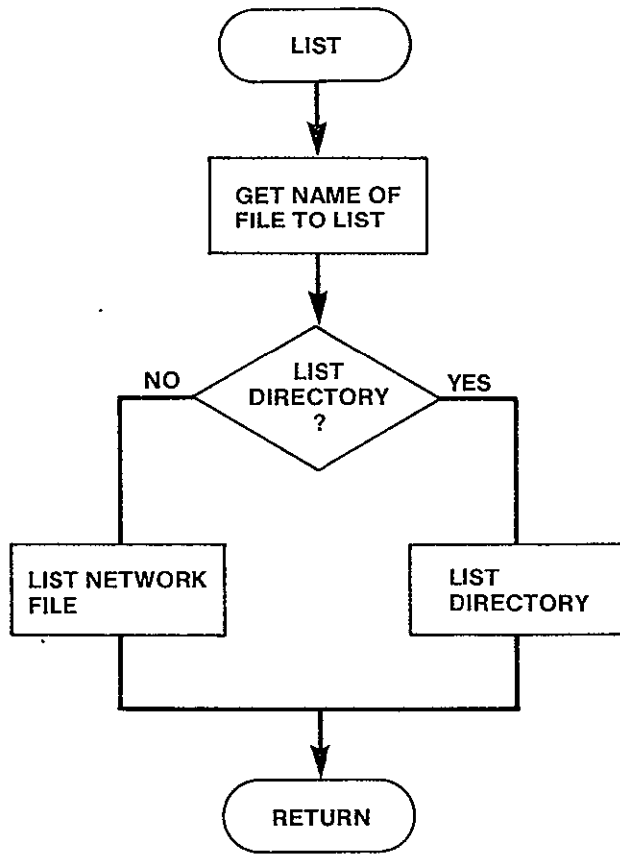 LIST
GET NAME OF
FILE TO LIST
LIST
DIRECTORY
?
NO
YES
LIST NETWORK
FILE
LIST
DIRECTORY
RETURN